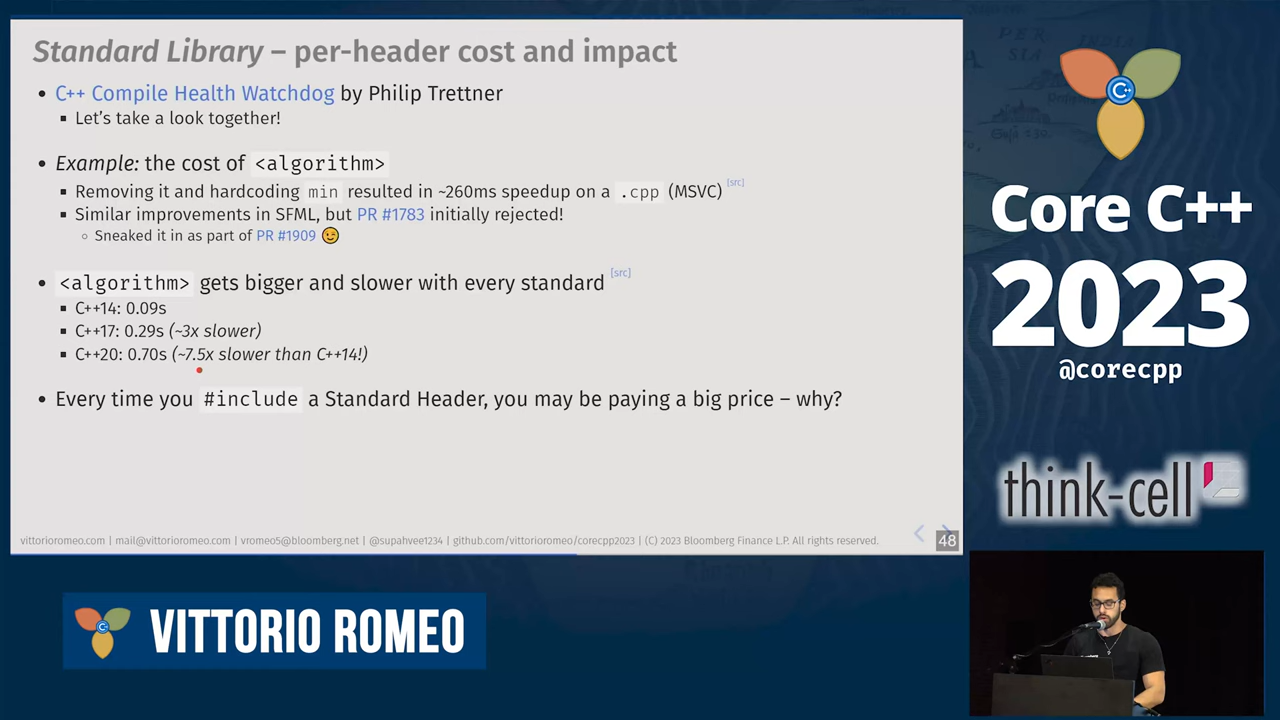 Standard Library – per-header cost and impact
• C++ Compile Health Watchdog by Philip Trettner
▪ Let's take a look together!
• Example: the cost of <algorithm>
▪ Removing it and hardcoding min resulted in ~260ms speedup on a .cpp (MSVC) [src]
▪ Similar improvements in SFML, but PR #1783 initially rejected!
◦ Sneaked it in as part of PR #1909 😉
• <algorithm> gets bigger and slower with every standard [src]
▪ C++14: 0.09s
▪ C++17: 0.29s (~3x slower)
▪ C++20: 0.70s (~7.5x slower than C++14!)
• Every time you #include a Standard Header, you may be paying a big price – why?
vittorioromeo.com | mail@vittorioromeo.com | vromeo5@bloomberg.net | @supahvee1234 | github.com/vittorioromeo/corecpp2023 | (C) 2023 Bloomberg Finance L.P. All rights reserved.
48
C++
Core C++
2023
@corecpp
think-cell
C++
VITTORIO ROMEO